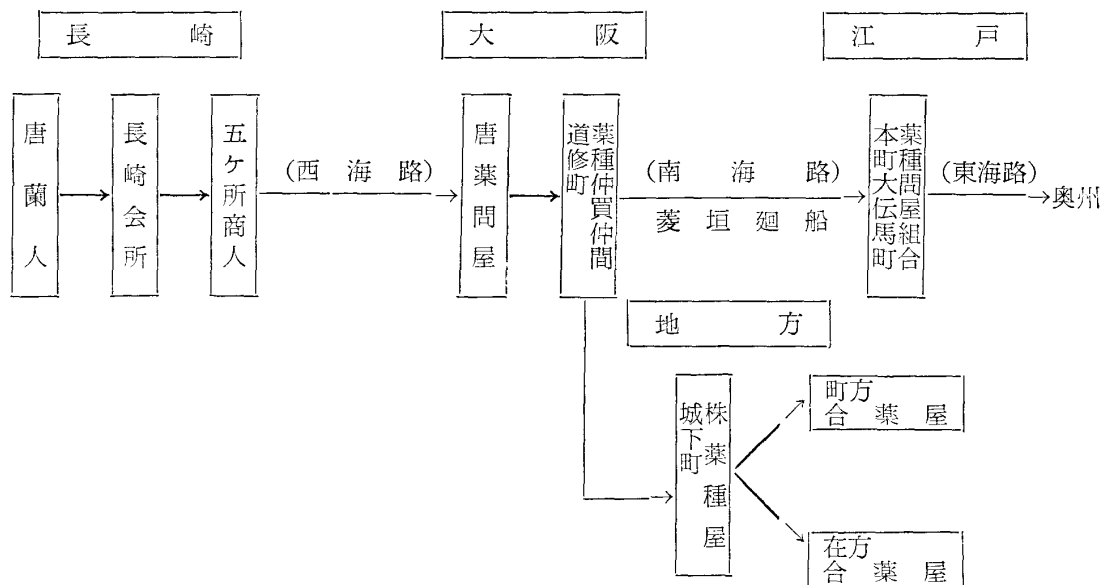 長崎
大阪
江戸
唐蘭人
長崎会所
五ケ所商人
(西海路)
唐薬問屋
薬種仲買仲間
道修町
(南海路)
菱垣廻船
薬種問屋組合
本町大伝馬町
(東海路)
奥州
地方
株薬種屋
城下町
町方
合薬屋
在方
合薬屋